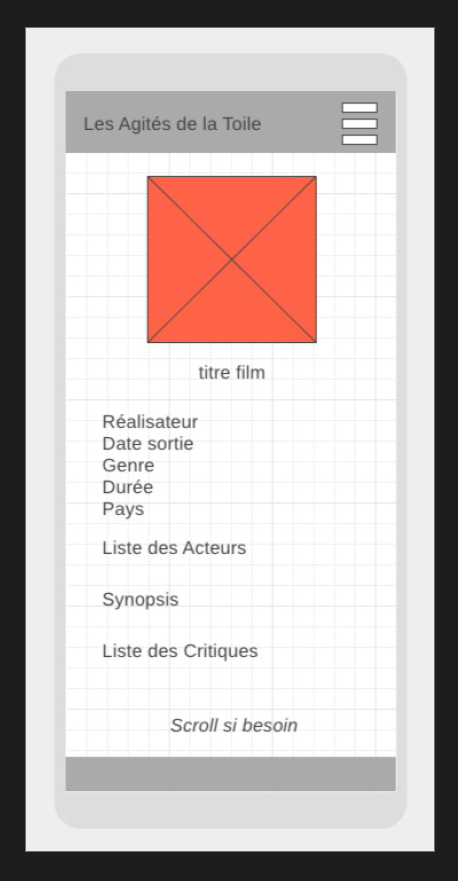 Les Agités de la Toile
titre film
Réalisateur
Date sortie
Genre
Durée
Pays
Liste des Acteurs
Synopsis
Liste des Critiques
Scroll si besoin